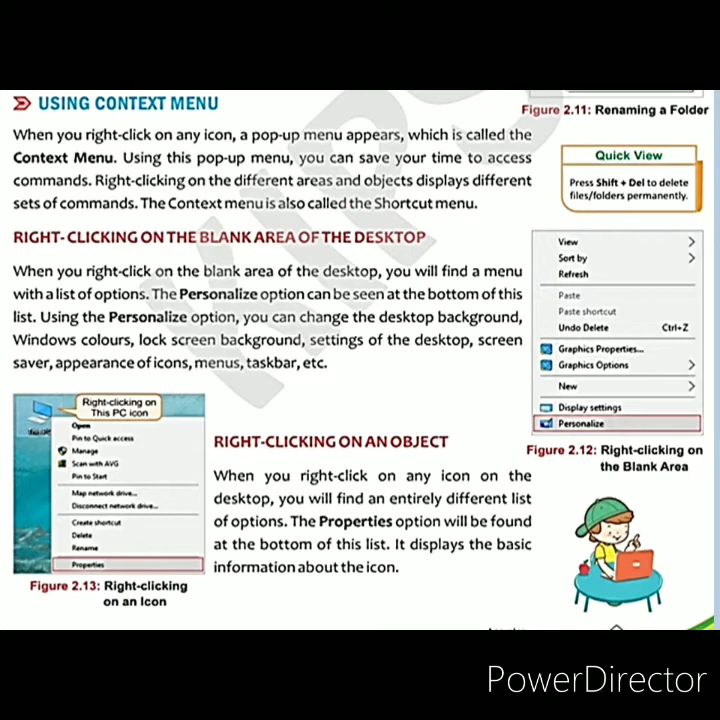 USING CONTEXT MENU
When you right-click on any icon, a pop-up menu appears, which is called the
Context Menu. Using this pop-up menu, you can save your time to access
commands. Right-clicking on the different areas and objects displays different
sets of commands. The Context menu is also called the Shortcut menu.
Figure 2.11: Renaming a Folder
Quick View
Press Shift + Del to delete
files/folders permanently.
RIGHT- CLICKING ON THE BLANK AREA OF THE DESKTOP
When you right-click on the blank area of the desktop, you will find a menu
with a list of options. The Personalize option can be seen at the bottom of this
list. Using the Personalize option, you can change the desktop background,
Windows colours, lock screen background, settings of the desktop, screen
saver, appearance of icons, menus, taskbar, etc.
View
Sort by
Refresh
Paste
Paste shortcut
Undo Delete Ctrl+Z
Graphics Properties...
Graphics Options
New
Display settings
Personalize
Figure 2.12: Right-clicking on
the Blank Area
Right-clicking on
This PC icon
Open
Pin to Quick access
Manage
Scan with AVG
Pin to Start
Map network drive...
Disconnect network drive...
Create shortcut
Delete
Rename
Properties
Figure 2.13: Right-clicking
on an Icon
RIGHT-CLICKING ON AN OBJECT
When you right-click on any icon on the
desktop, you will find an entirely different list
of options. The Properties option will be found
at the bottom of this list. It displays the basic
information about the icon.
KIPS
PowerDirector